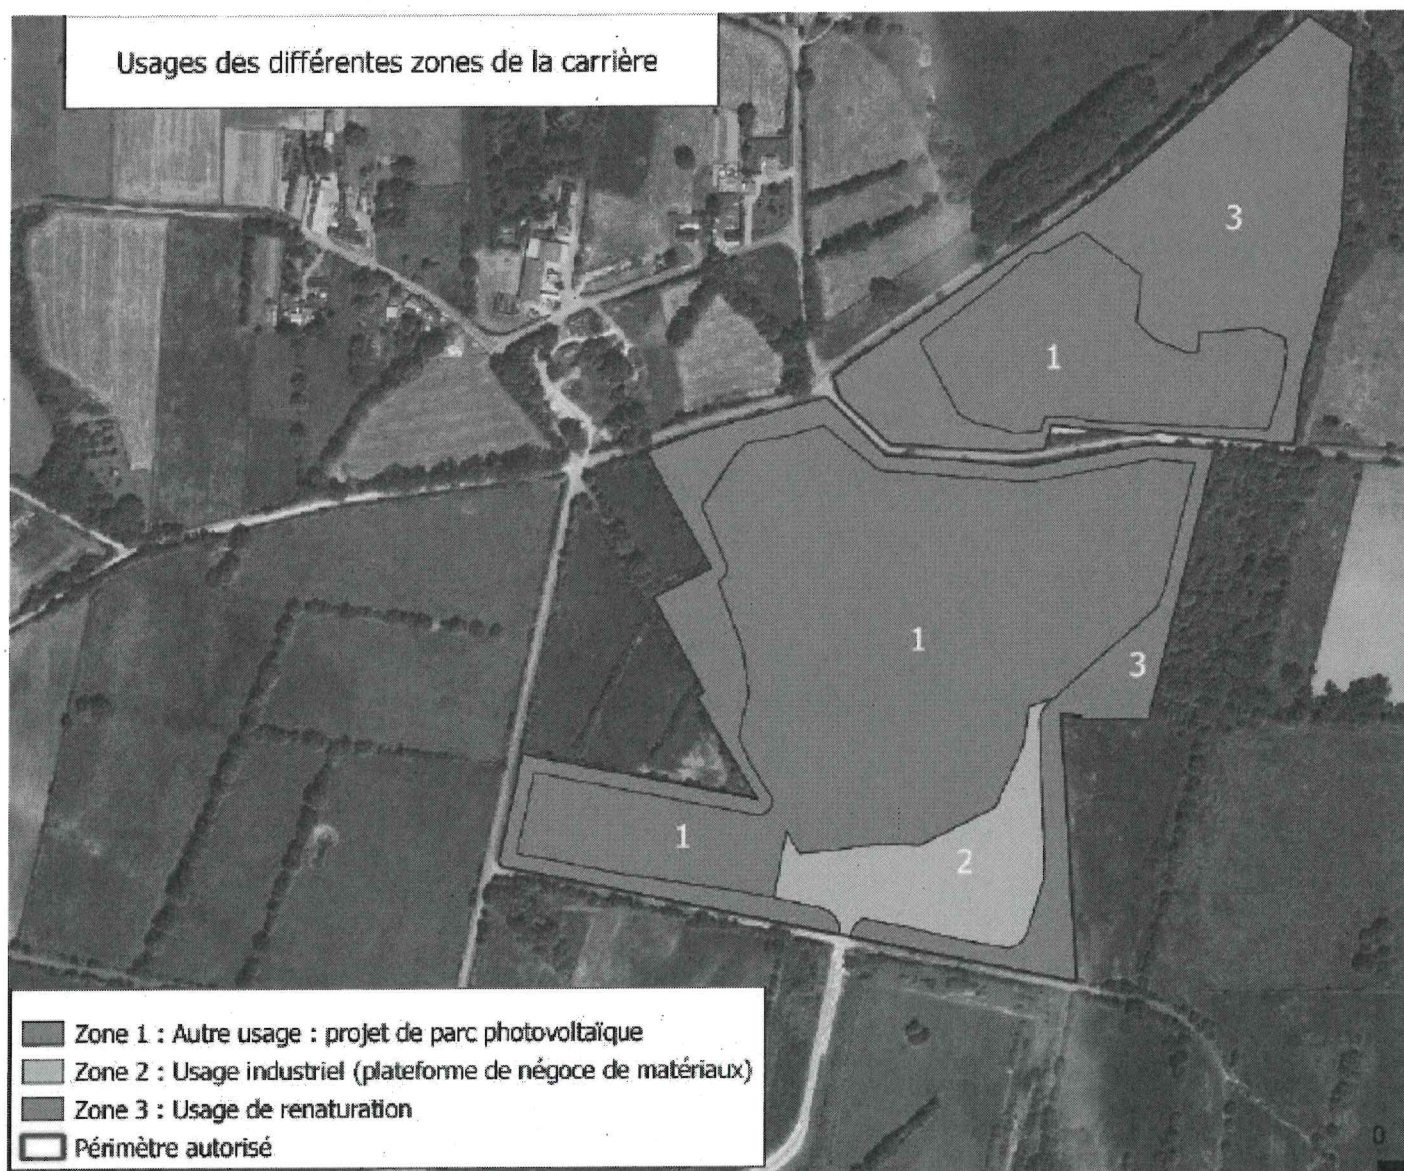 Usages des différentes zones de la carrière
3
1
1
3
1
2
Zone 1 : Autre usage : projet de parc photovoltaïque
Zone 2 : Usage industriel (plateforme de négoce de matériaux)
Zone 3 : Usage de renaturation
Périmètre autorisé
0